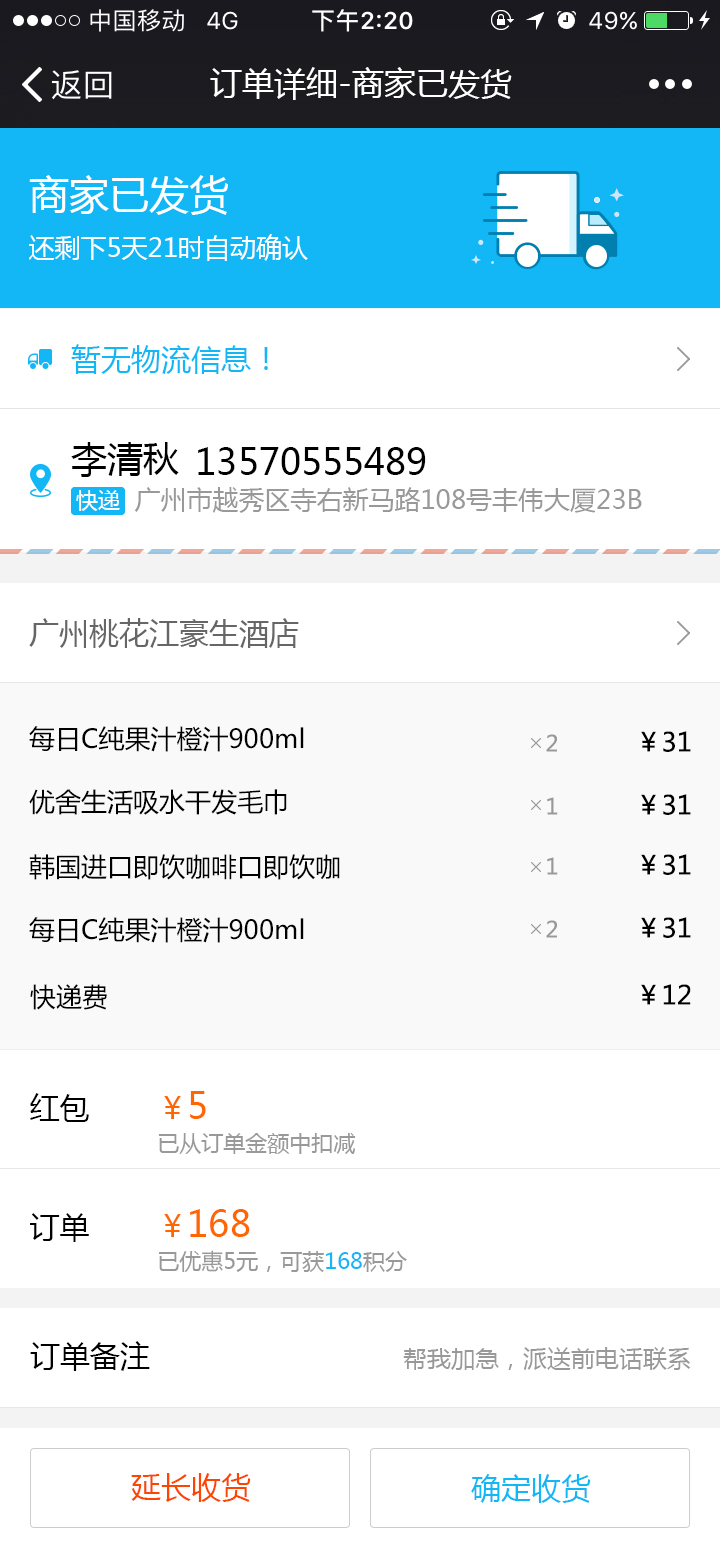 中国移动 4G 下午2:20 49%
返回 订单详细-商家已发货
商家已发货
还剩下5天21时自动确认
暂无物流信息！
李清秋 13570555489
快递 广州市越秀区寺右新马路108号丰伟大厦23B
广州桃花江豪生酒店
每日C纯果汁橙汁900ml ×2 ¥31
优舍生活吸水干发毛巾 ×1 ¥31
韩国进口即饮咖啡口即饮咖 ×1 ¥31
每日C纯果汁橙汁900ml ×2 ¥31
快递费 ¥12
红包 ¥5
已从订单金额中扣减
订单 ¥168
已优惠5元，可获168积分
订单备注 帮我加急，派送前电话联系
延长收货 确定收货